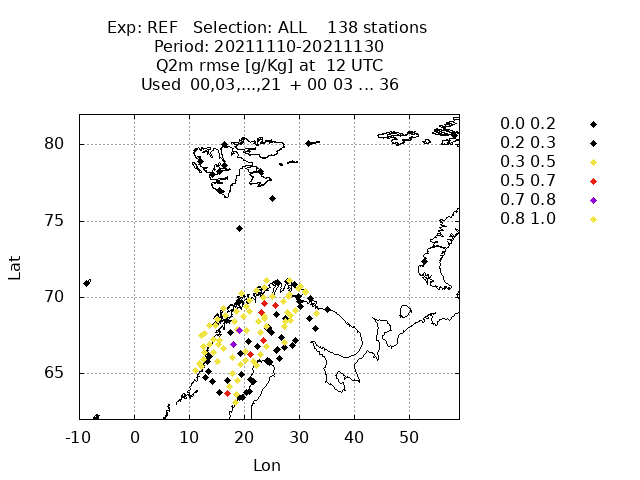 Exp: REF Selection: ALL 138 stations
Period: 20211110-20211130
Q2m rmse [g/Kg] at 12 UTC
Used 00,03,...,21 + 00 03 ... 36
0.0 0.2
0.2 0.3
0.3 0.5
0.5 0.7
0.7 0.8
0.8 1.0
80
75
70
65
Lat
-10 0 10 20 30 40 50
Lon